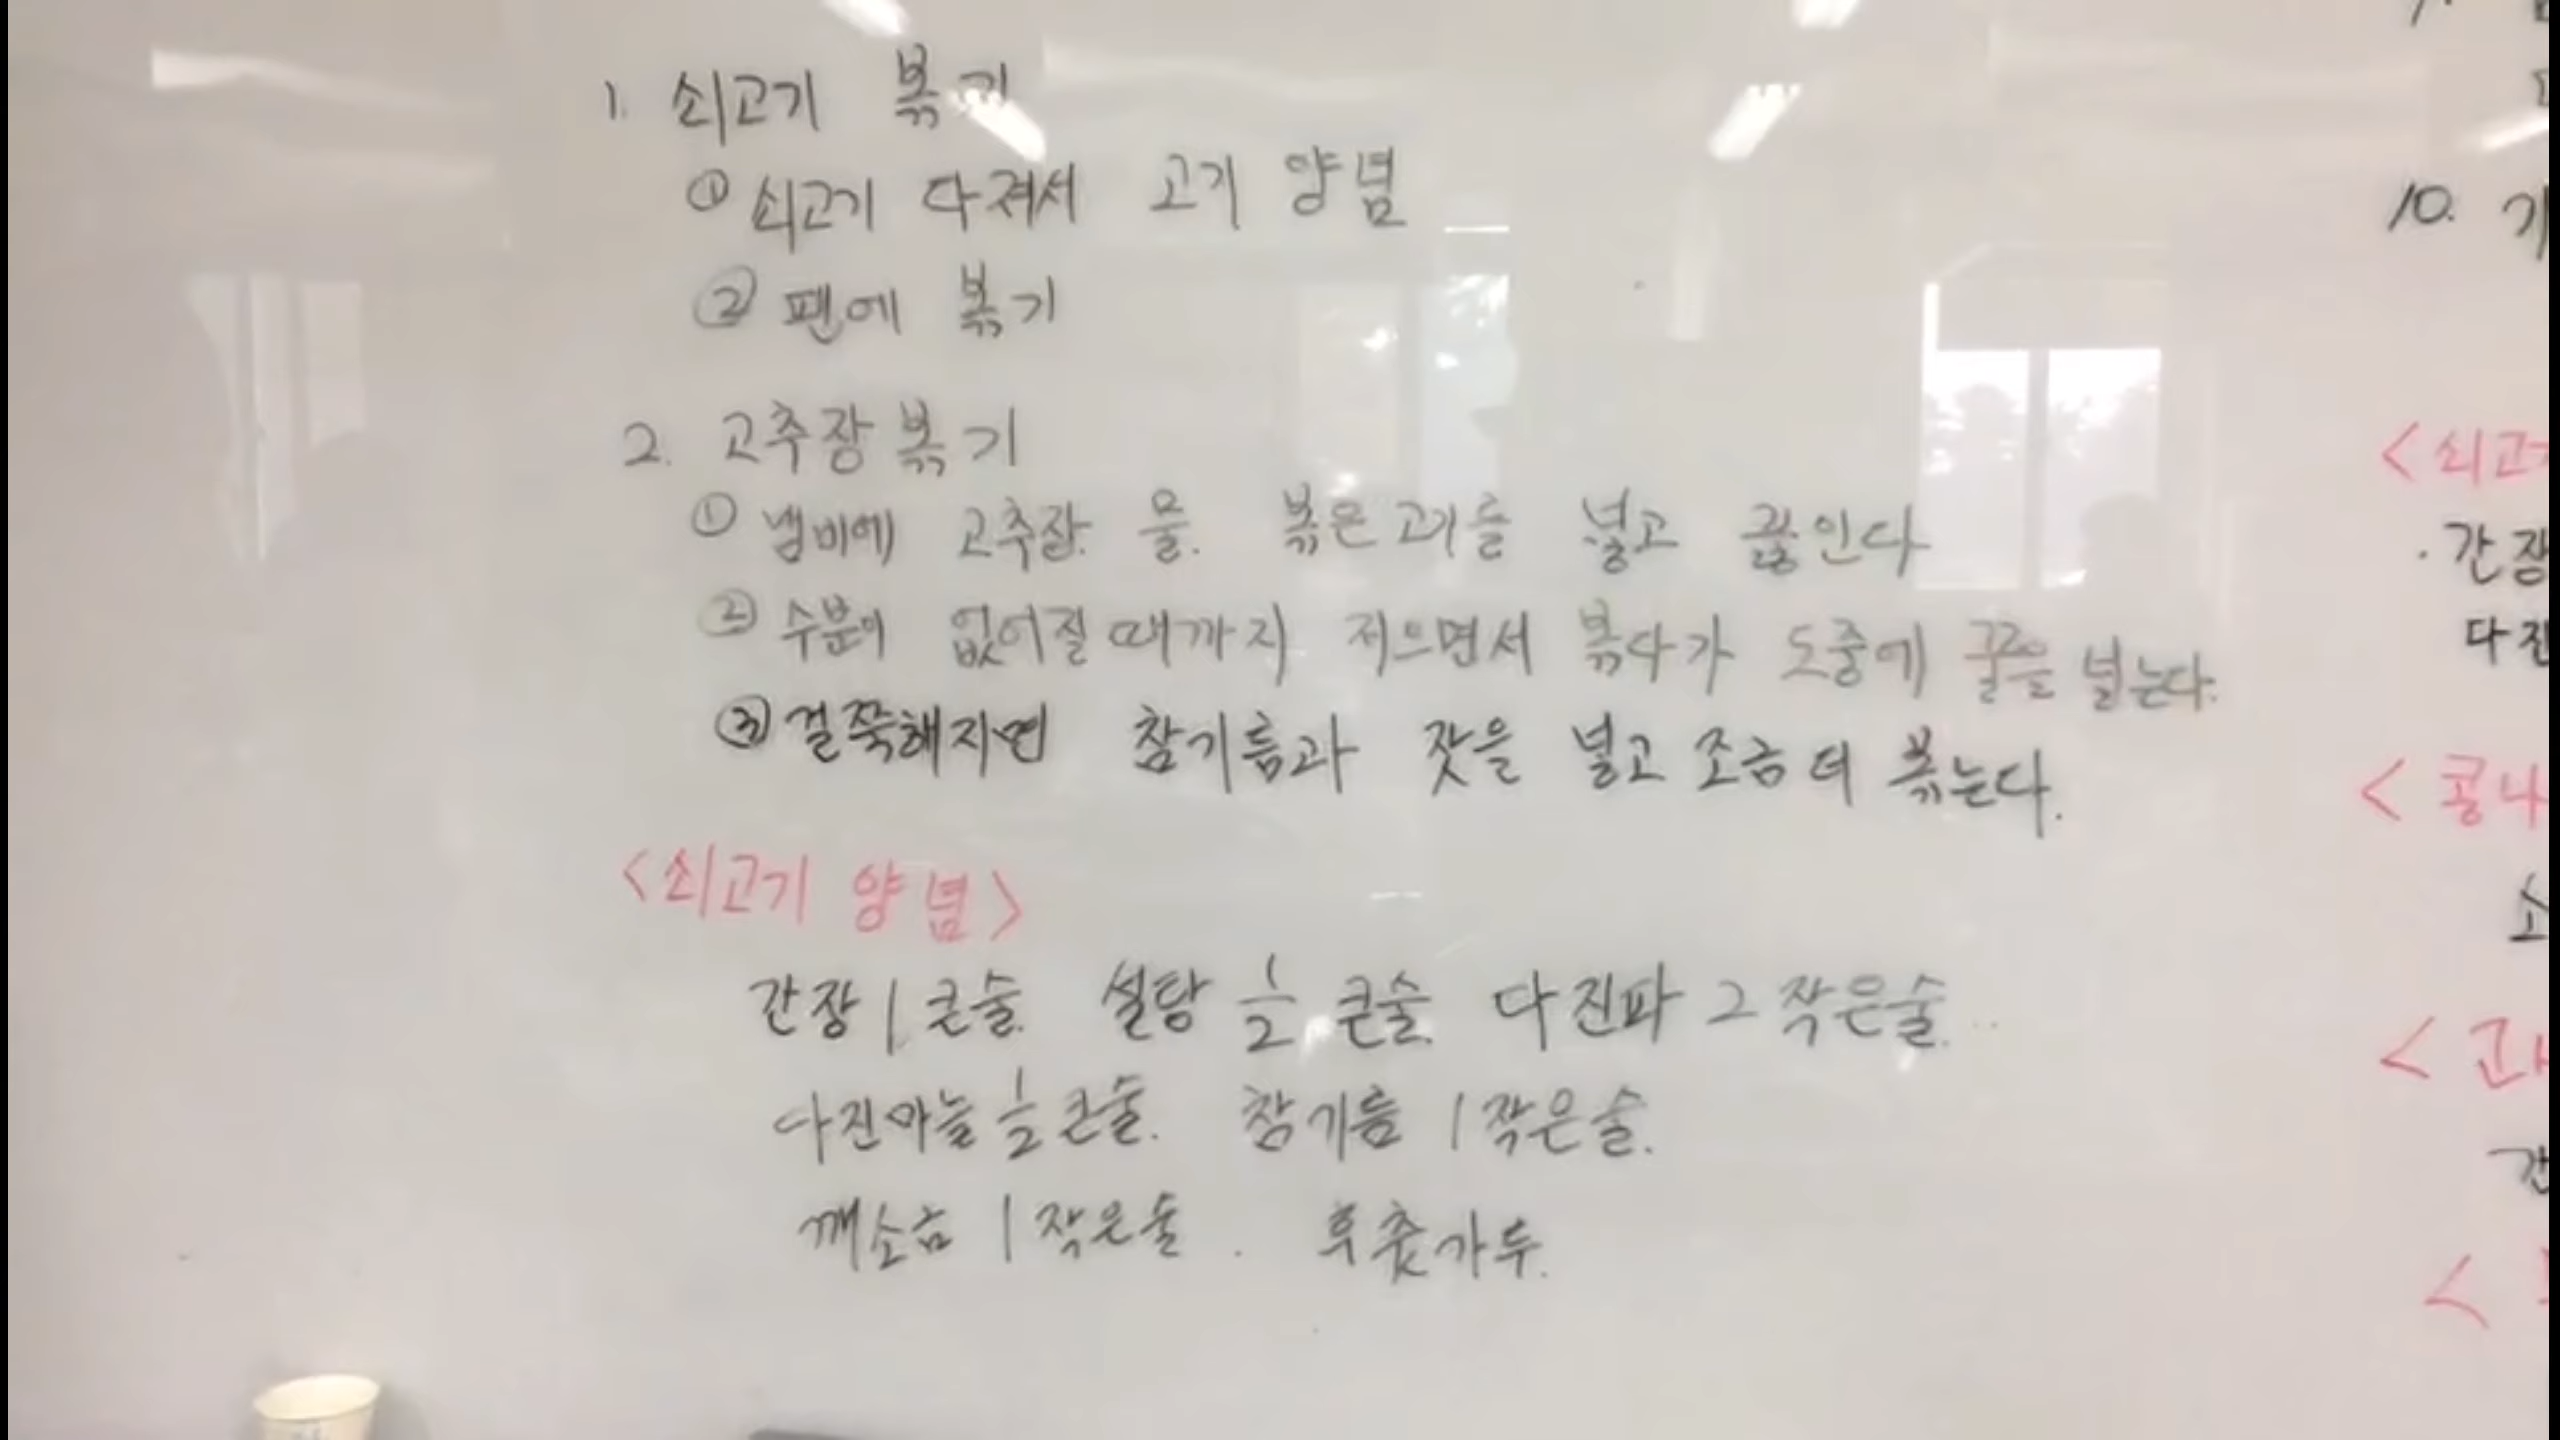 1. 쇠고기 볶기
① 쇠고기 다져서 고기 양념
② 팬에 볶기
2. 고추장볶기
① 냄비에 고추장. 물. 볶은고기를 넣고 끓인다
② 수분이 없어질때까지 저으면서 볶다가 도중에 꿀을 넣는다.
③ 걸쭉해지면 참기름과 잣을 넣고 조금 더 볶는다.
<쇠고기 양념>
간장 1큰술. 설탕 1/2 큰술. 다진파 2작은술..
다진마늘 1/2큰술. 참기름 1작은술.
깨소금 1작은술. 후춧가루.
10. 기
<쇠고
·간장
다진
<콩나
소
<고사
간
<